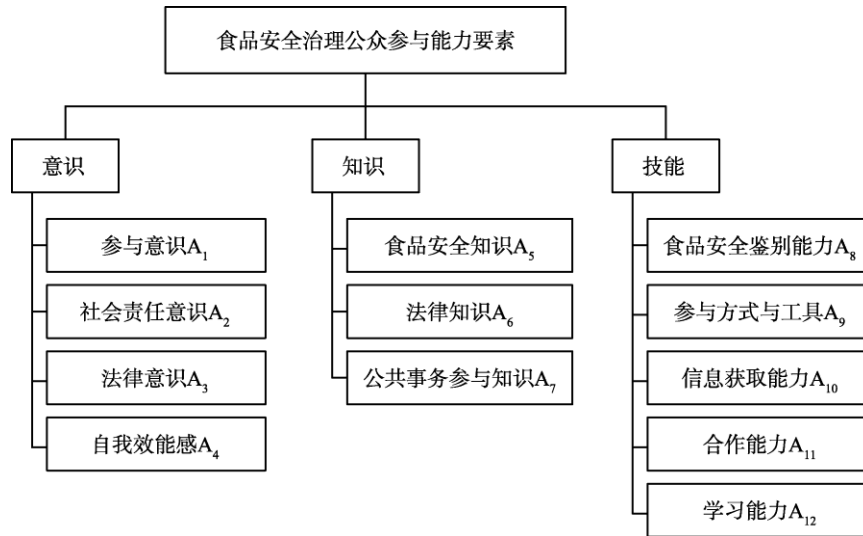 食品安全治理公众参与能力要素
意识
知识
技能
参与意识A₁
社会责任意识A₂
法律意识A₃
自我效能感A₄
食品安全知识A₅
法律知识A₆
公共事务参与知识A₇
食品安全鉴别能力A₈
参与方式与工具A₉
信息获取能力A₁₀
合作能力A₁₁
学习能力A₁₂